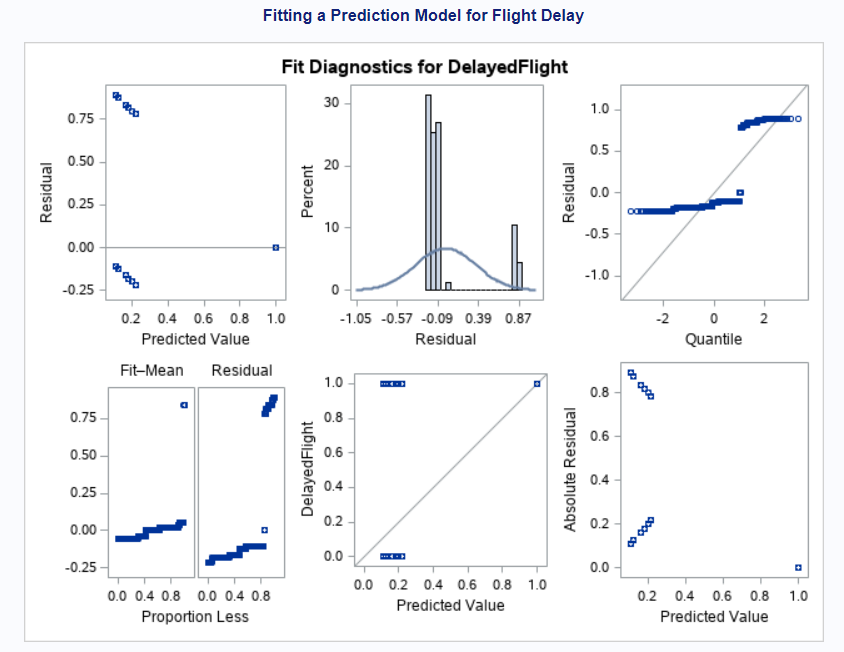 Fitting a Prediction Model for Flight Delay
Fit Diagnostics for DelayedFlight
Residual
0.75
0.50
0.25
0.00
-0.25
0.2 0.4 0.6 0.8 1.0
Predicted Value
Percent
30
20
10
0
-1.05 -0.57 -0.09 0.39 0.87
Residual
Residual
1.0
0.5
0.0
-0.5
-1.0
-2 0 2
Quantile
Fit–Mean Residual
0.75
0.50
0.25
0.00
-0.25
0.0 0.4 0.8 0.0 0.4 0.8
Proportion Less
DelayedFlight
1.0
0.8
0.6
0.4
0.2
0.0
0.0 0.2 0.4 0.6 0.8 1.0
Predicted Value
Absolute Residual
0.8
0.6
0.4
0.2
0.0
0.2 0.4 0.6 0.8 1.0
Predicted Value